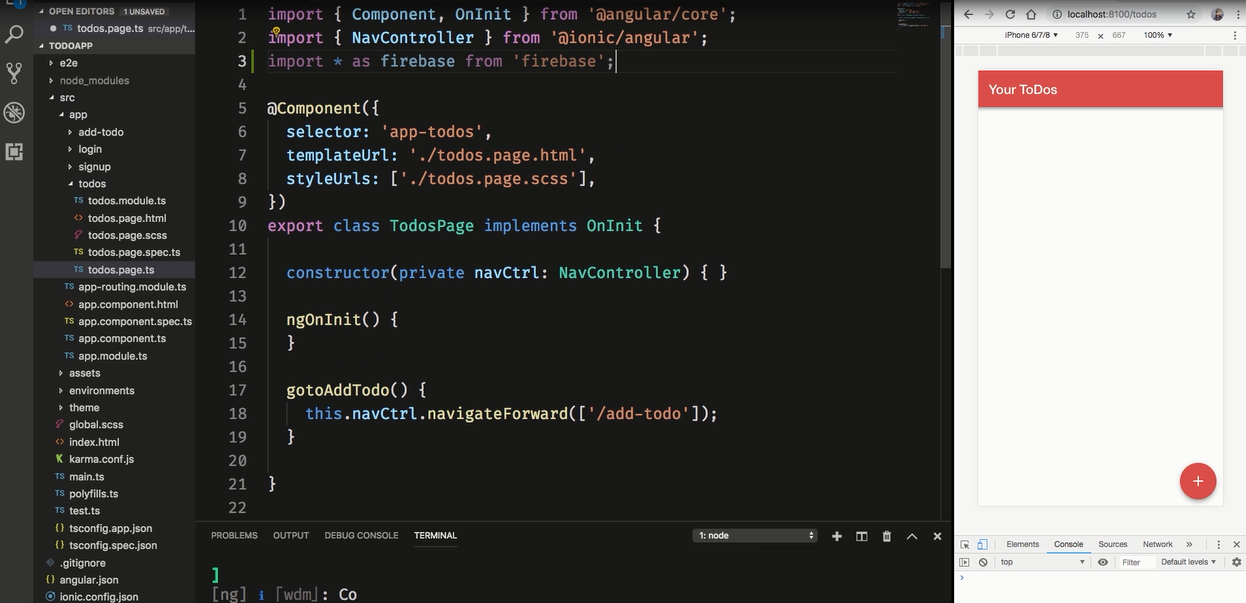 OPEN EDITORS 1 UNSAVED
TS todos.page.ts src/app/t...
TODOAPP
e2e
node_modules
src
app
add-todo
login
signup
todos
TS todos.module.ts
<> todos.page.html
todos.page.scss
TS todos.page.spec.ts
TS todos.page.ts
TS app-routing.module.ts
<> app.component.html
TS app.component.spec.ts
TS app.component.ts
TS app.module.ts
assets
environments
theme
global.scss
<> index.html
karma.conf.js
TS main.ts
TS polyfills.ts
TS test.ts
{} tsconfig.app.json
{} tsconfig.spec.json
.gitignore
{} angular.json
ionic.config.json
1 import { Component, OnInit } from '@angular/core';
2 import { NavController } from '@ionic/angular';
3 import * as firebase from 'firebase';
4
5 @Component({
6 selector: 'app-todos',
7 templateUrl: './todos.page.html',
8 styleUrls: ['./todos.page.scss'],
9 })
10 export class TodosPage implements OnInit {
11
12 constructor(private navCtrl: NavController) { }
13
14 ngOnInit() {
15 }
16
17 gotoAddTodo() {
18 this.navCtrl.navigateForward(['/add-todo']);
19 }
20
21 }
22
PROBLEMS OUTPUT DEBUG CONSOLE TERMINAL 1: node
]
[ng] i ｢wdm｣: Co
localhost:8100/todos
iPhone 6/7/8 ▼ 375 x 667 100% ▼
Your ToDos
+
Elements Console Sources Network »
top ▼ Filter Default levels ▼
>